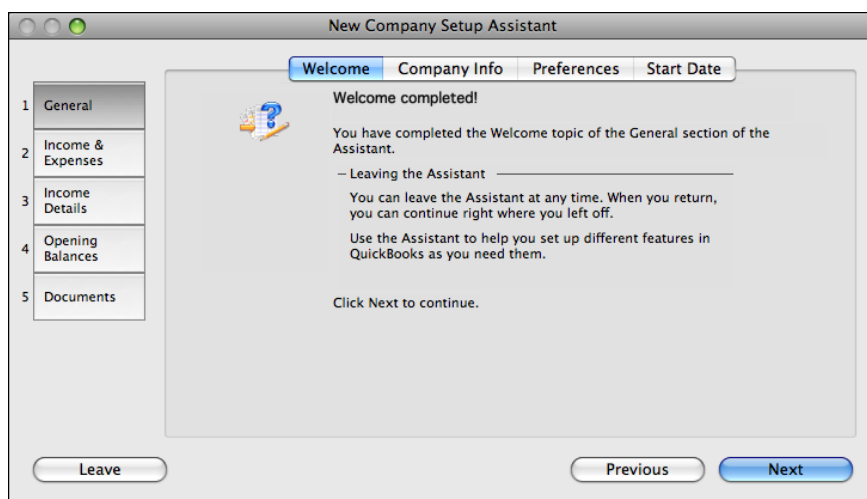 New Company Setup Assistant
Welcome
Company Info
Preferences
Start Date
1 General
2 Income &
Expenses
3 Income
Details
4 Opening
Balances
5 Documents
Welcome completed!
You have completed the Welcome topic of the General section of the
Assistant.
Leaving the Assistant
You can leave the Assistant at any time. When you return,
you can continue right where you left off.
Use the Assistant to help you set up different features in
QuickBooks as you need them.
Click Next to continue.
Leave
Previous
Next